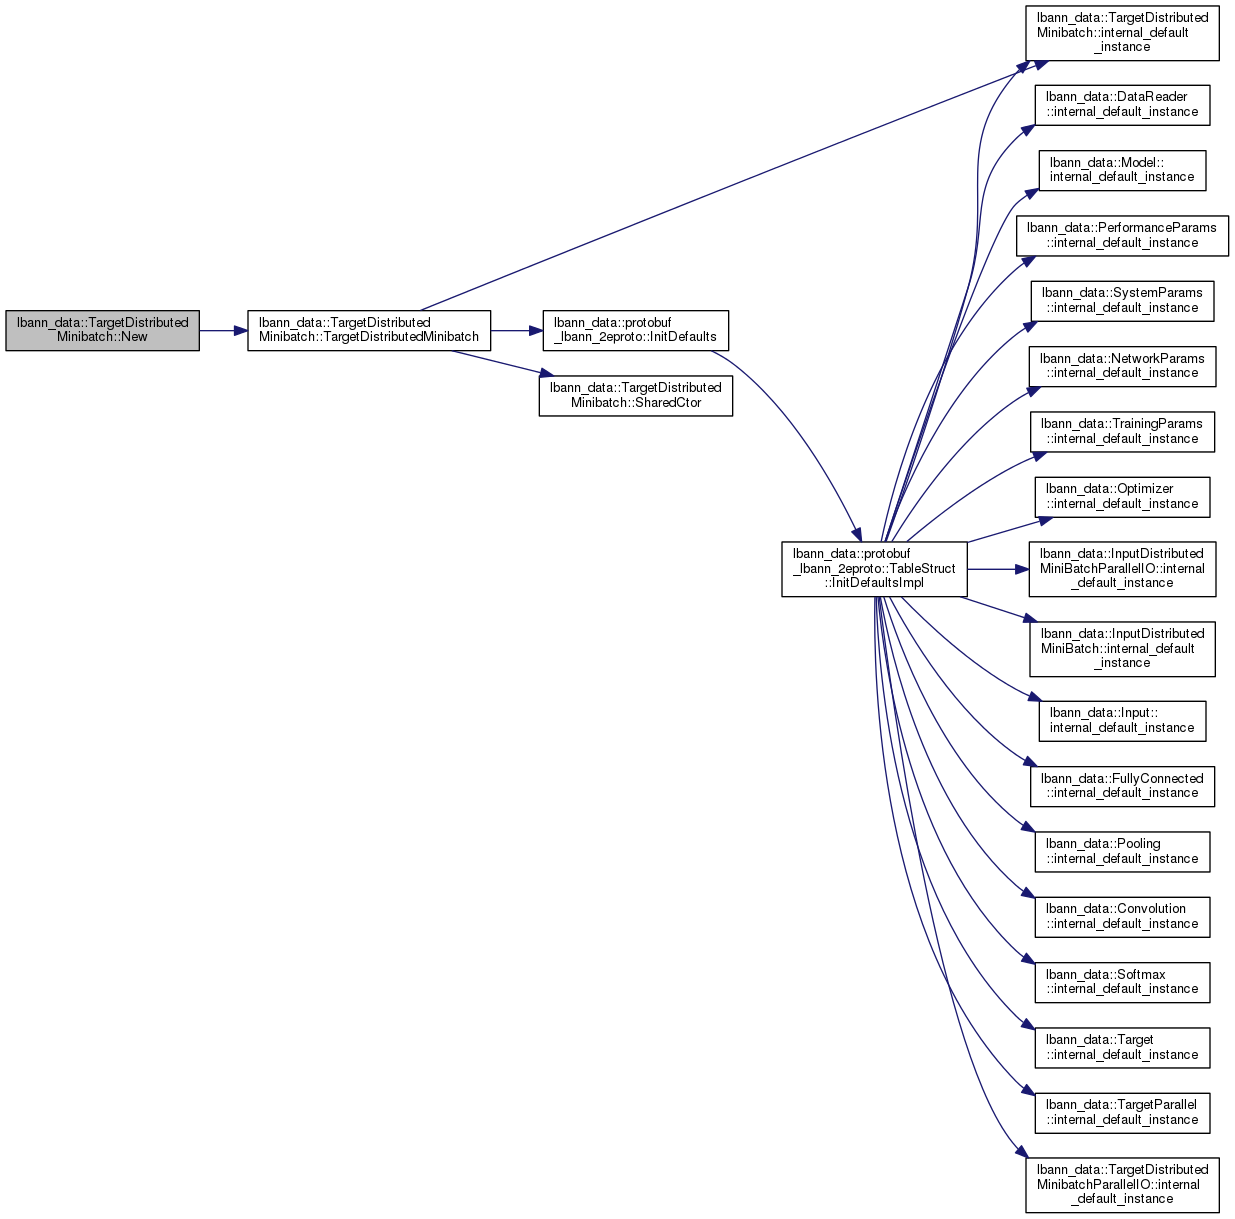 lbann_data::TargetDistributed
Minibatch::New
lbann_data::TargetDistributed
Minibatch::TargetDistributedMinibatch
lbann_data::protobuf
_lbann_2eproto::InitDefaults
lbann_data::TargetDistributed
Minibatch::SharedCtor
lbann_data::protobuf
_lbann_2eproto::TableStruct
::InitDefaultsImpl
lbann_data::TargetDistributed
Minibatch::internal_default
_instance
lbann_data::DataReader
::internal_default_instance
lbann_data::Model::
internal_default_instance
lbann_data::PerformanceParams
::internal_default_instance
lbann_data::SystemParams
::internal_default_instance
lbann_data::NetworkParams
::internal_default_instance
lbann_data::TrainingParams
::internal_default_instance
lbann_data::Optimizer
::internal_default_instance
lbann_data::InputDistributed
MiniBatchParallelIO::internal
_default_instance
lbann_data::InputDistributed
MiniBatch::internal_default
_instance
lbann_data::Input::
internal_default_instance
lbann_data::FullyConnected
::internal_default_instance
lbann_data::Pooling
::internal_default_instance
lbann_data::Convolution
::internal_default_instance
lbann_data::Softmax
::internal_default_instance
lbann_data::Target
::internal_default_instance
lbann_data::TargetParallel
::internal_default_instance
lbann_data::TargetDistributed
MinibatchParallelIO::internal
_default_instance